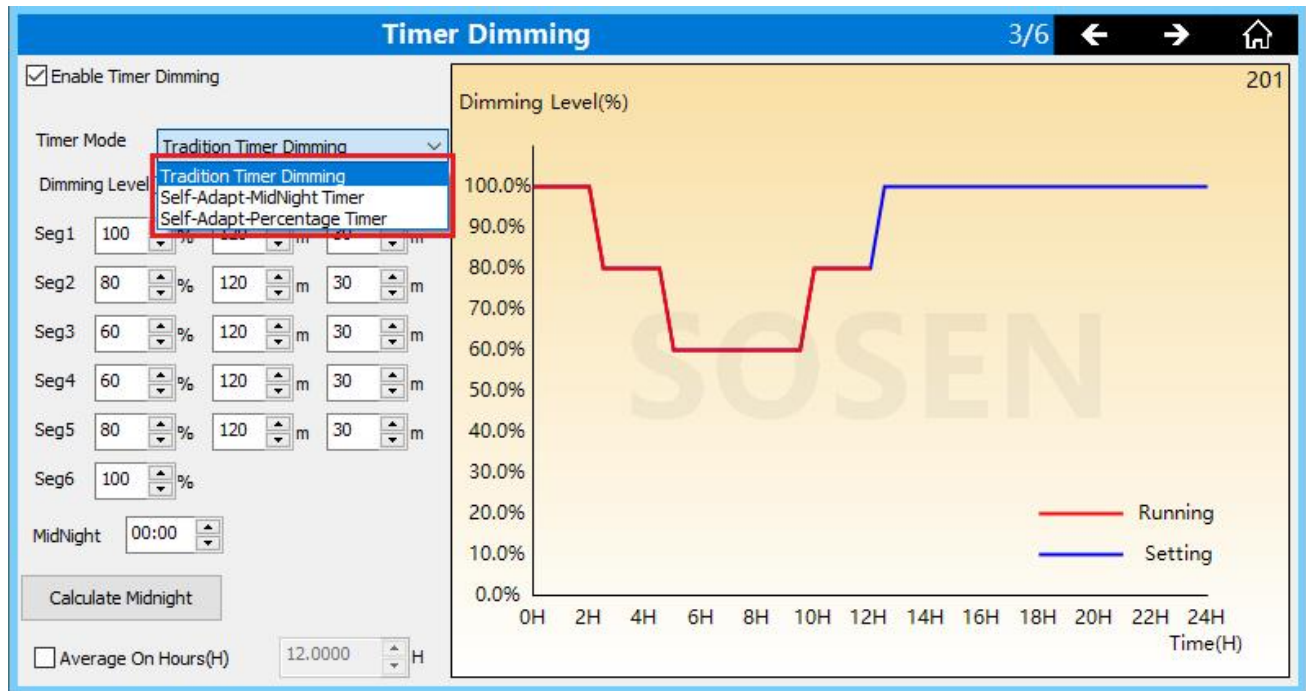 Timer Dimming
3/6
Enable Timer Dimming
201
Dimming Level(%)
Timer Mode
Tradition Timer Dimming
Tradition Timer Dimming
Self-Adapt-MidNight Timer
Self-Adapt-Percentage Timer
Dimming Level
Seg1 100 % 120 m 30 m
Seg2 80 % 120 m 30 m
Seg3 60 % 120 m 30 m
Seg4 60 % 120 m 30 m
Seg5 80 % 120 m 30 m
Seg6 100 %
MidNight 00:00
Calculate Midnight
Average On Hours(H) 12.0000 H
100.0%
90.0%
80.0%
70.0%
60.0%
50.0%
40.0%
30.0%
20.0%
10.0%
0.0%
SOSEN
Running
Setting
0H 2H 4H 6H 8H 10H 12H 14H 16H 18H 20H 22H 24H
Time(H)